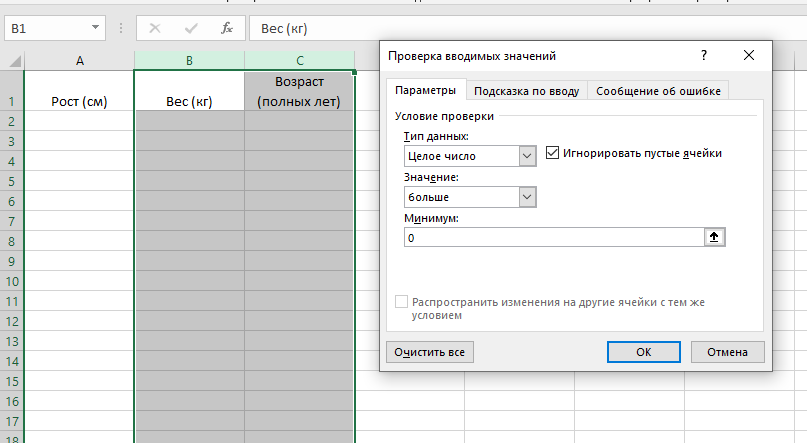 B1
fx
Вес (кг)
A
B
C
Рост (см)
Вес (кг)
Возраст
(полных лет)
1
2
3
4
5
6
7
8
9
10
11
12
13
14
15
16
17
18
Проверка вводимых значений
?
Параметры
Подсказка по вводу
Сообщение об ошибке
Условие проверки
Тип данных:
Целое число
Игнорировать пустые ячейки
Значение:
больше
Минимум:
0
Распространить изменения на другие ячейки с тем же
условием
Очистить все
ОК
Отмена